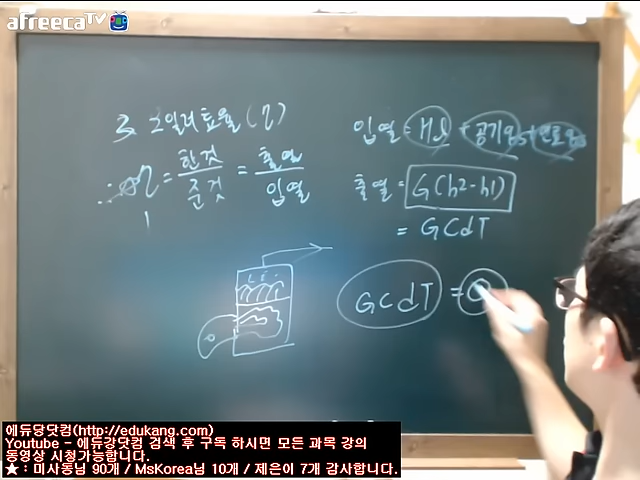 afreecaTV
3. 보일러 효율 (η)
∴ η = 한것/준것 = 출열/입열
입열 = Hl + 공기열 + 연료열
출열 = G(h2-h1)
= GCdT
GCdT = Q
에듀강닷컴(http://edukang.com)
Youtube - 에듀강닷컴 검색 후 구독 하시면 모든 과목 강의
동영상 시청가능합니다.
★ : 미사동님 90개 / MsKorea님 10개 / 제은이 7개 감사합니다.